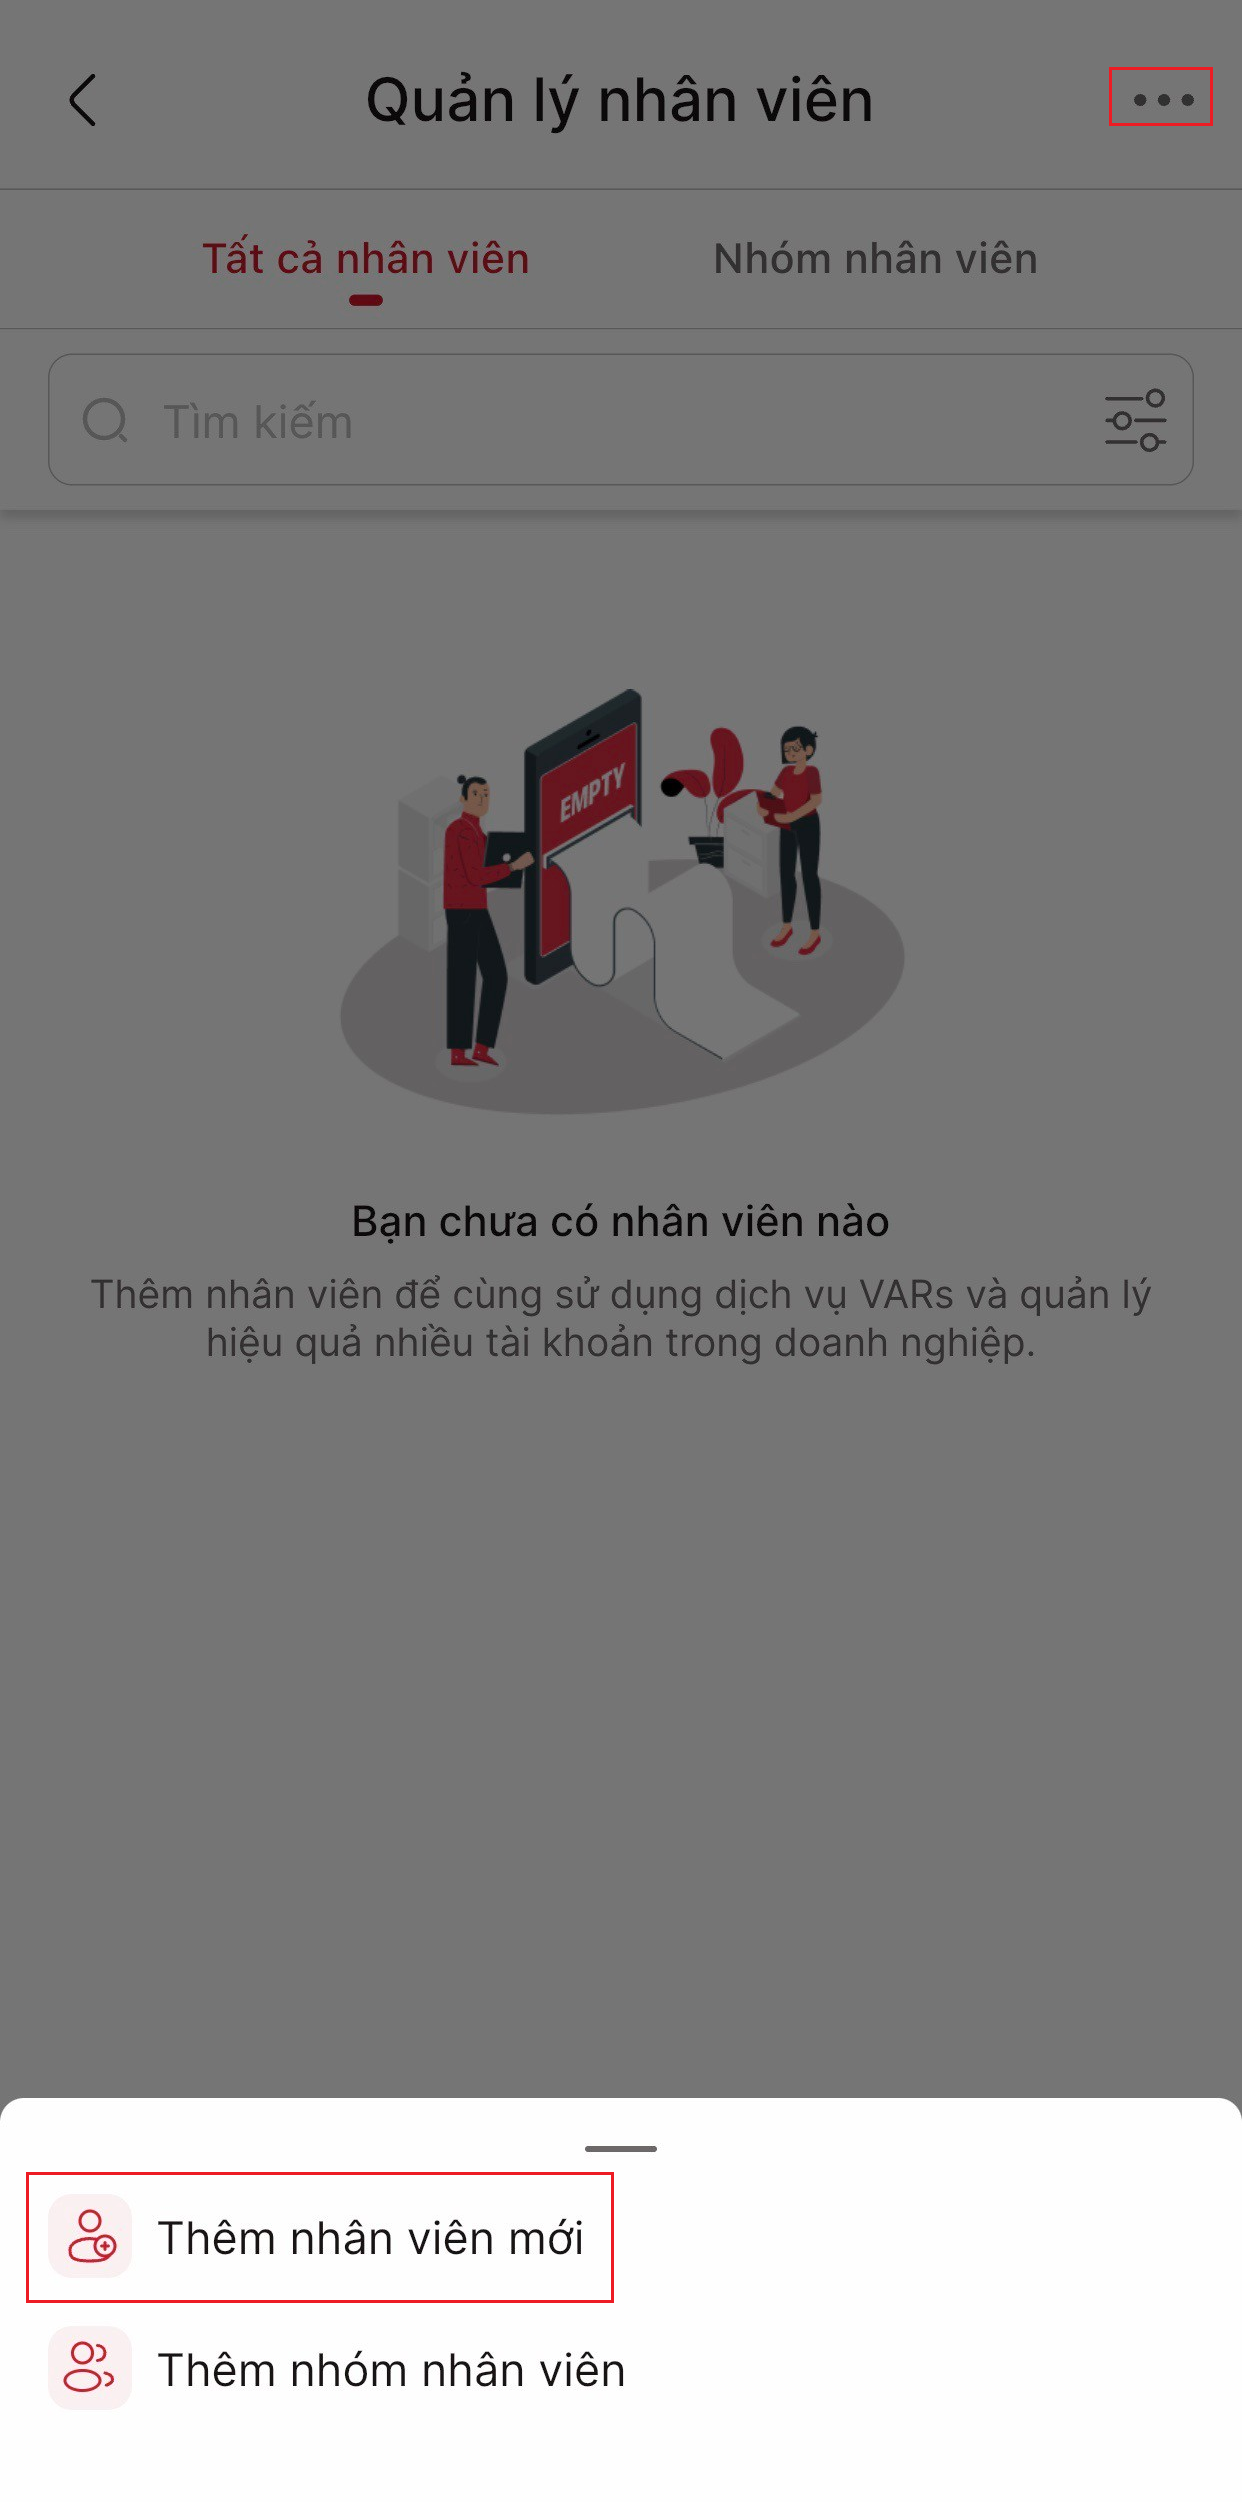 Quản lý nhân viên
Tất cả nhân viên
Nhóm nhân viên
Tìm kiếm
EMPTY
Bạn chưa có nhân viên nào
Thêm nhân viên để cùng sử dụng dịch vụ VARs và quản lý
hiệu quả nhiều tài khoản trong doanh nghiệp.
Thêm nhân viên mới
Thêm nhóm nhân viên